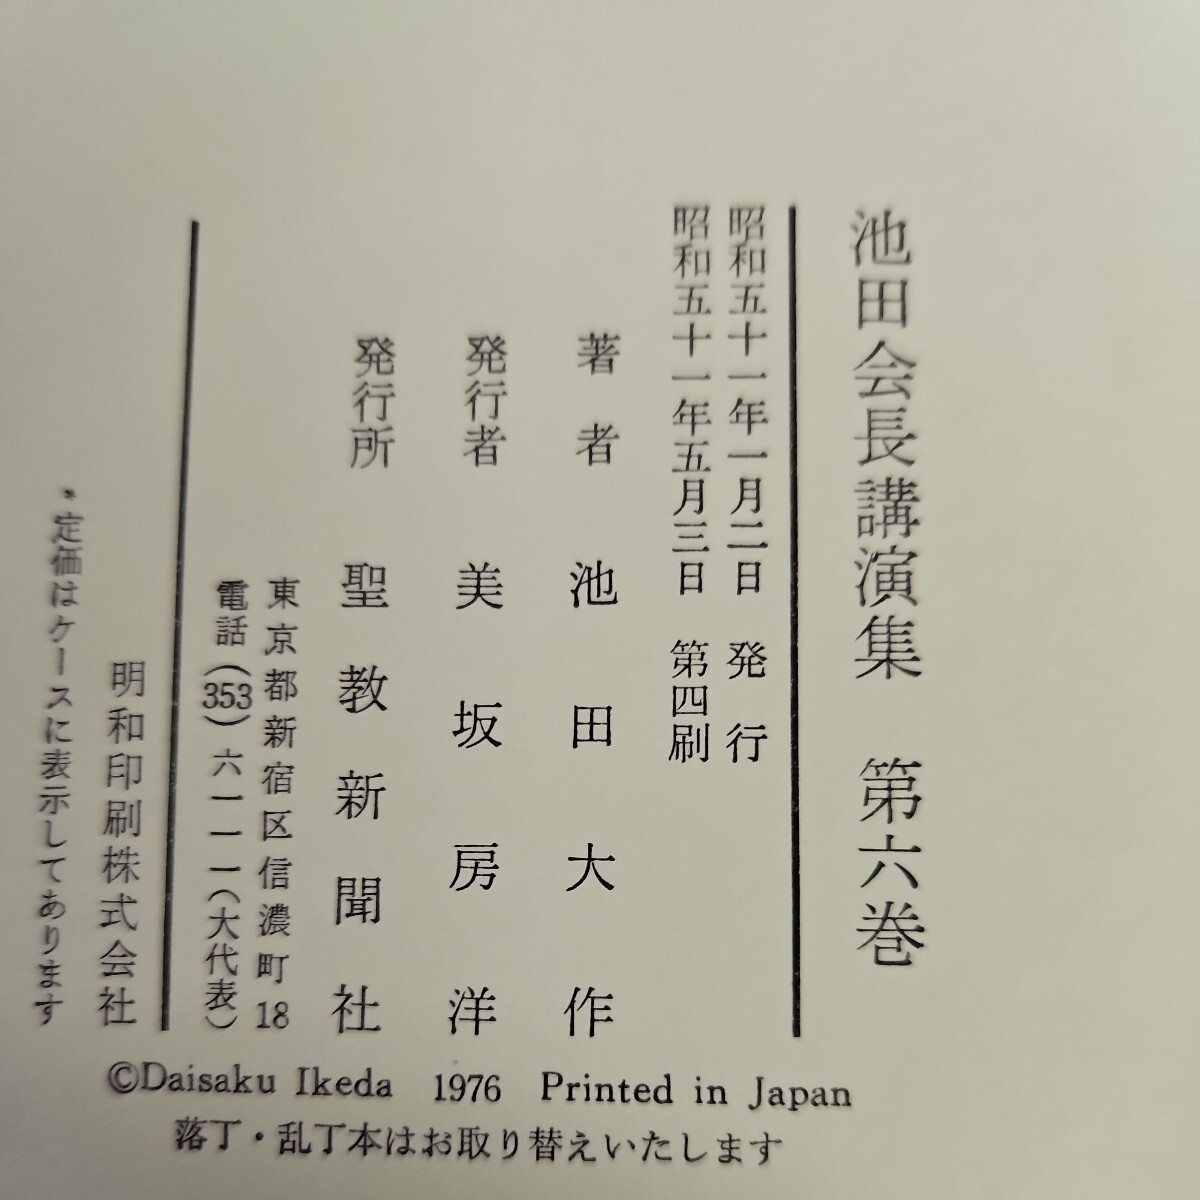 池田会長講演集　第六巻
昭和五十一年一月二日　発行
昭和五十一年五月三日　第四刷
著者　池田大作
発行者　美坂房洋
発行所　聖教新聞社
東京都新宿区信濃町18
電話(353)六一一一(大代表)
明和印刷株式会社
*定価はケースに表示してあります
©Daisaku Ikeda 1976 Printed in Japan
落丁・乱丁本はお取り替えいたします